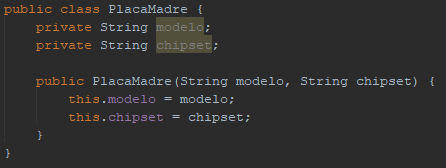 public class PlacaMadre {
    private String modelo;
    private String chipset;

    public PlacaMadre(String modelo, String chipset) {
        this.modelo = modelo;
        this.chipset = chipset;
    }
}